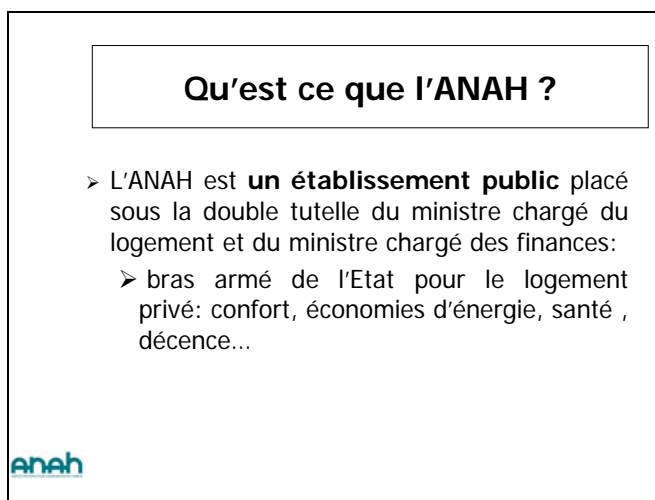 Qu'est ce que l'ANAH ?
➢ L'ANAH est un établissement public placé
sous la double tutelle du ministre chargé du
logement et du ministre chargé des finances:
➢ bras armé de l'Etat pour le logement
privé: confort, économies d'énergie, santé ,
décence...
anah